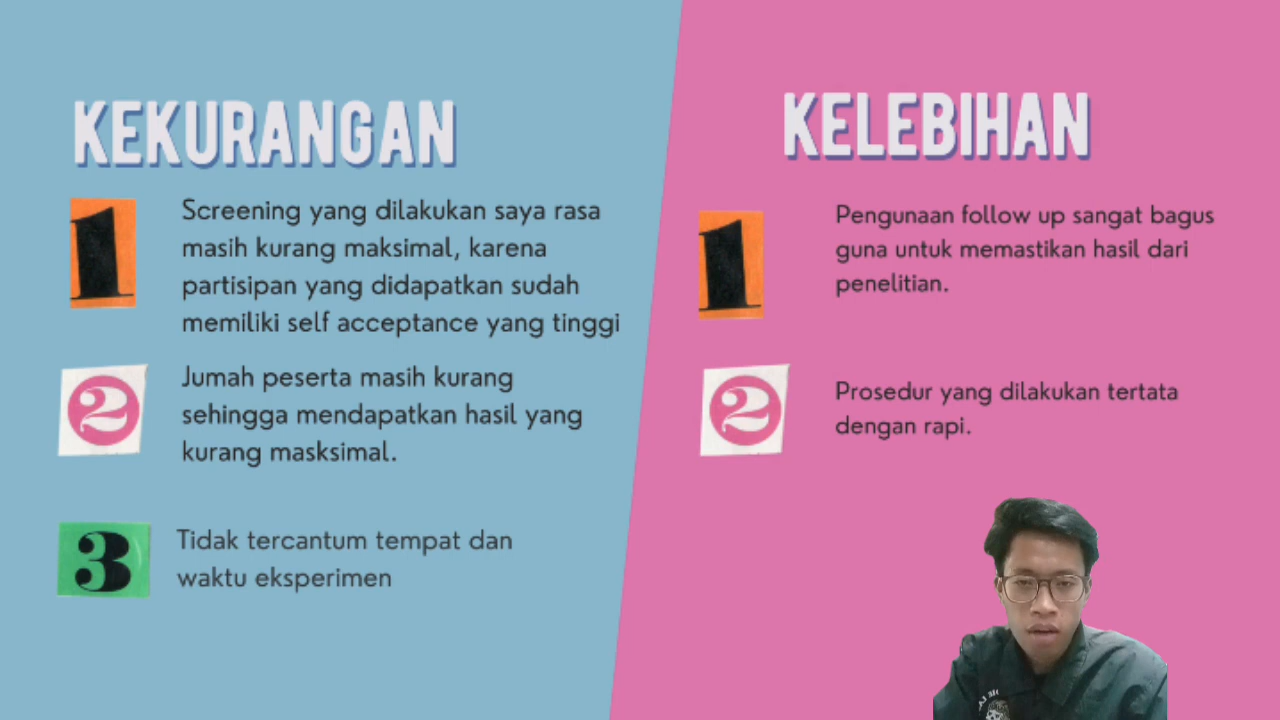 KEKURANGAN
1
Screening yang dilakukan saya rasa
masih kurang maksimal, karena
partisipan yang didapatkan sudah
memiliki self acceptance yang tinggi
2
Jumah peserta masih kurang
sehingga mendapatkan hasil yang
kurang masksimal.
3
Tidak tercantum tempat dan
waktu eksperimen
KELEBIHAN
1
Pengunaan follow up sangat bagus
guna untuk memastikan hasil dari
penelitian.
2
Prosedur yang dilakukan tertata
dengan rapi.